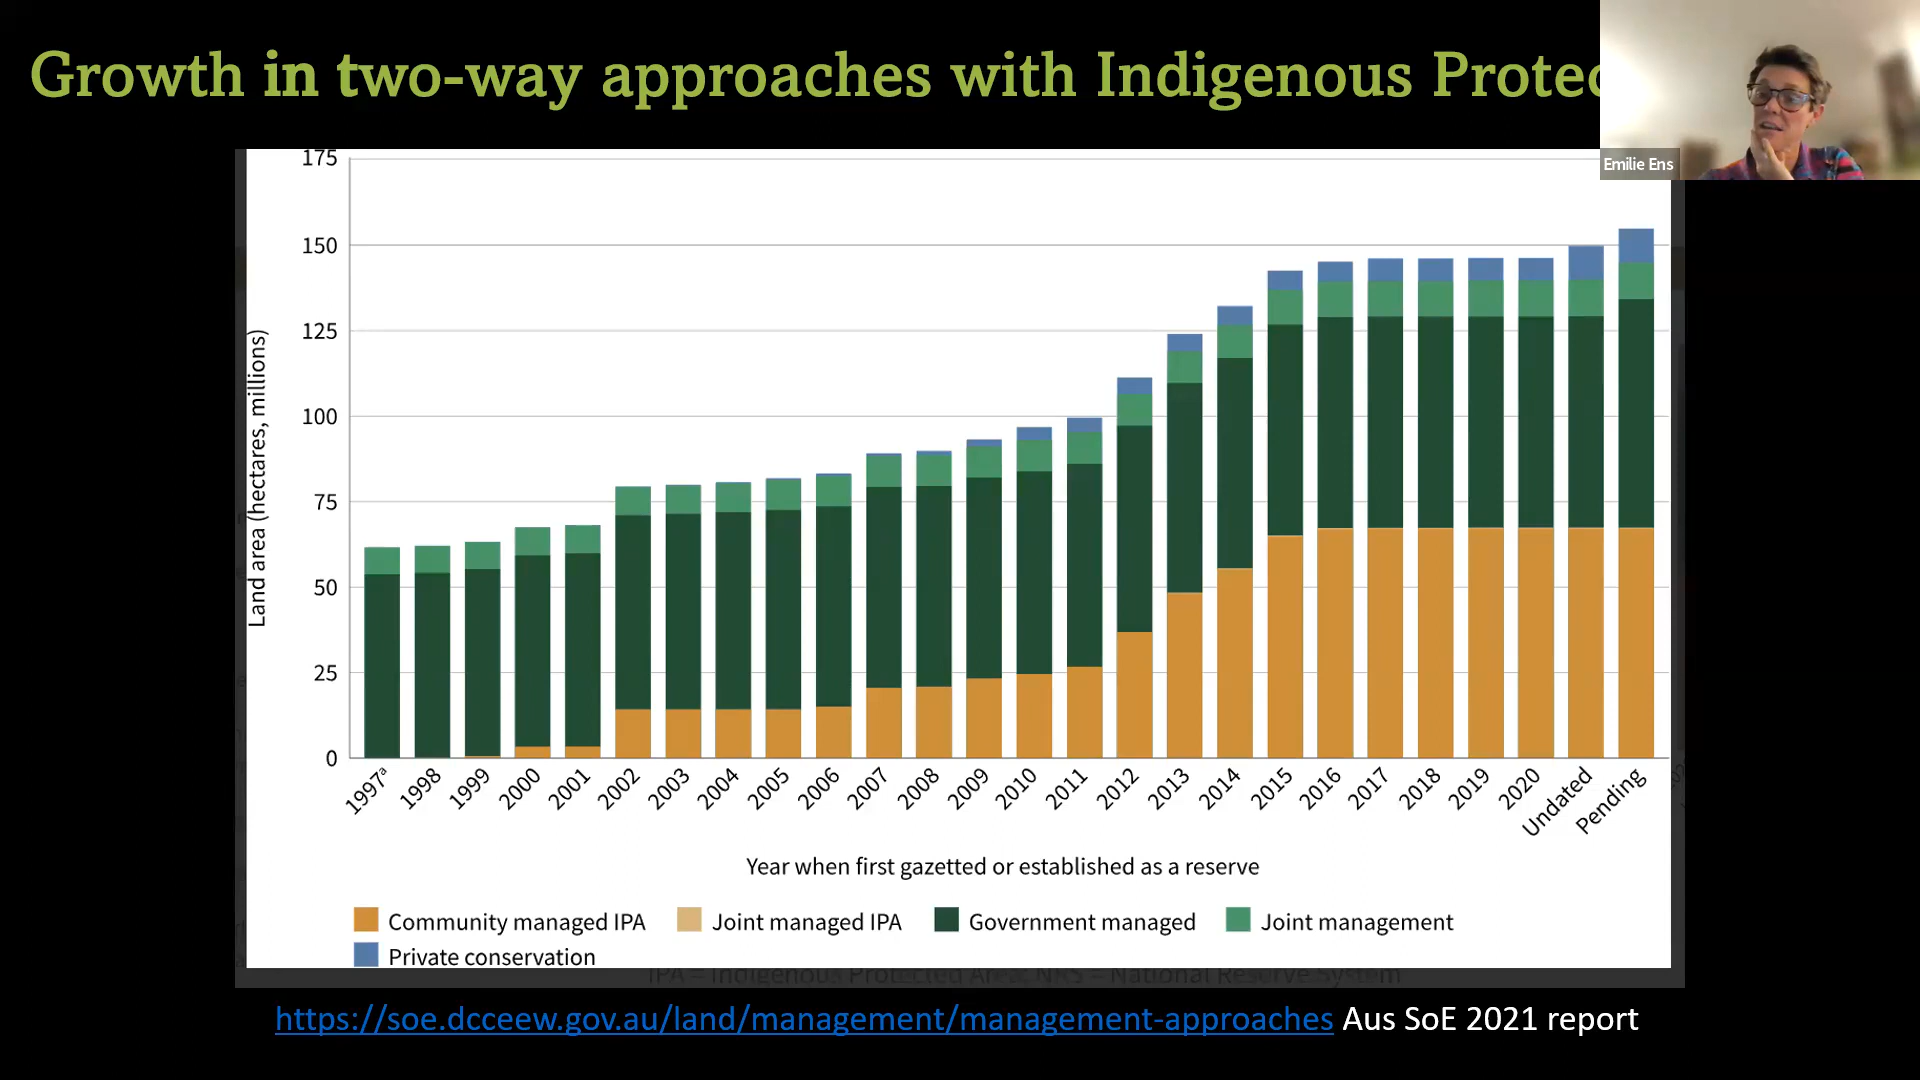 Growth in two-way approaches with Indigenous Protec
Emilie Ens
175
150
125
100
75
50
25
0
Land area (hectares, millions)
1997ª 1998 1999 2000 2001 2002 2003 2004 2005 2006 2007 2008 2009 2010 2011 2012 2013 2014 2015 2016 2017 2018 2019 2020 Undated Pending
Year when first gazetted or established as a reserve
Community managed IPA Joint managed IPA Government managed Joint management
Private conservation
IPA = Indigenous Protected Area; NRS = National Reserve System
https://soe.dcceew.gov.au/land/management/management-approaches Aus SoE 2021 report